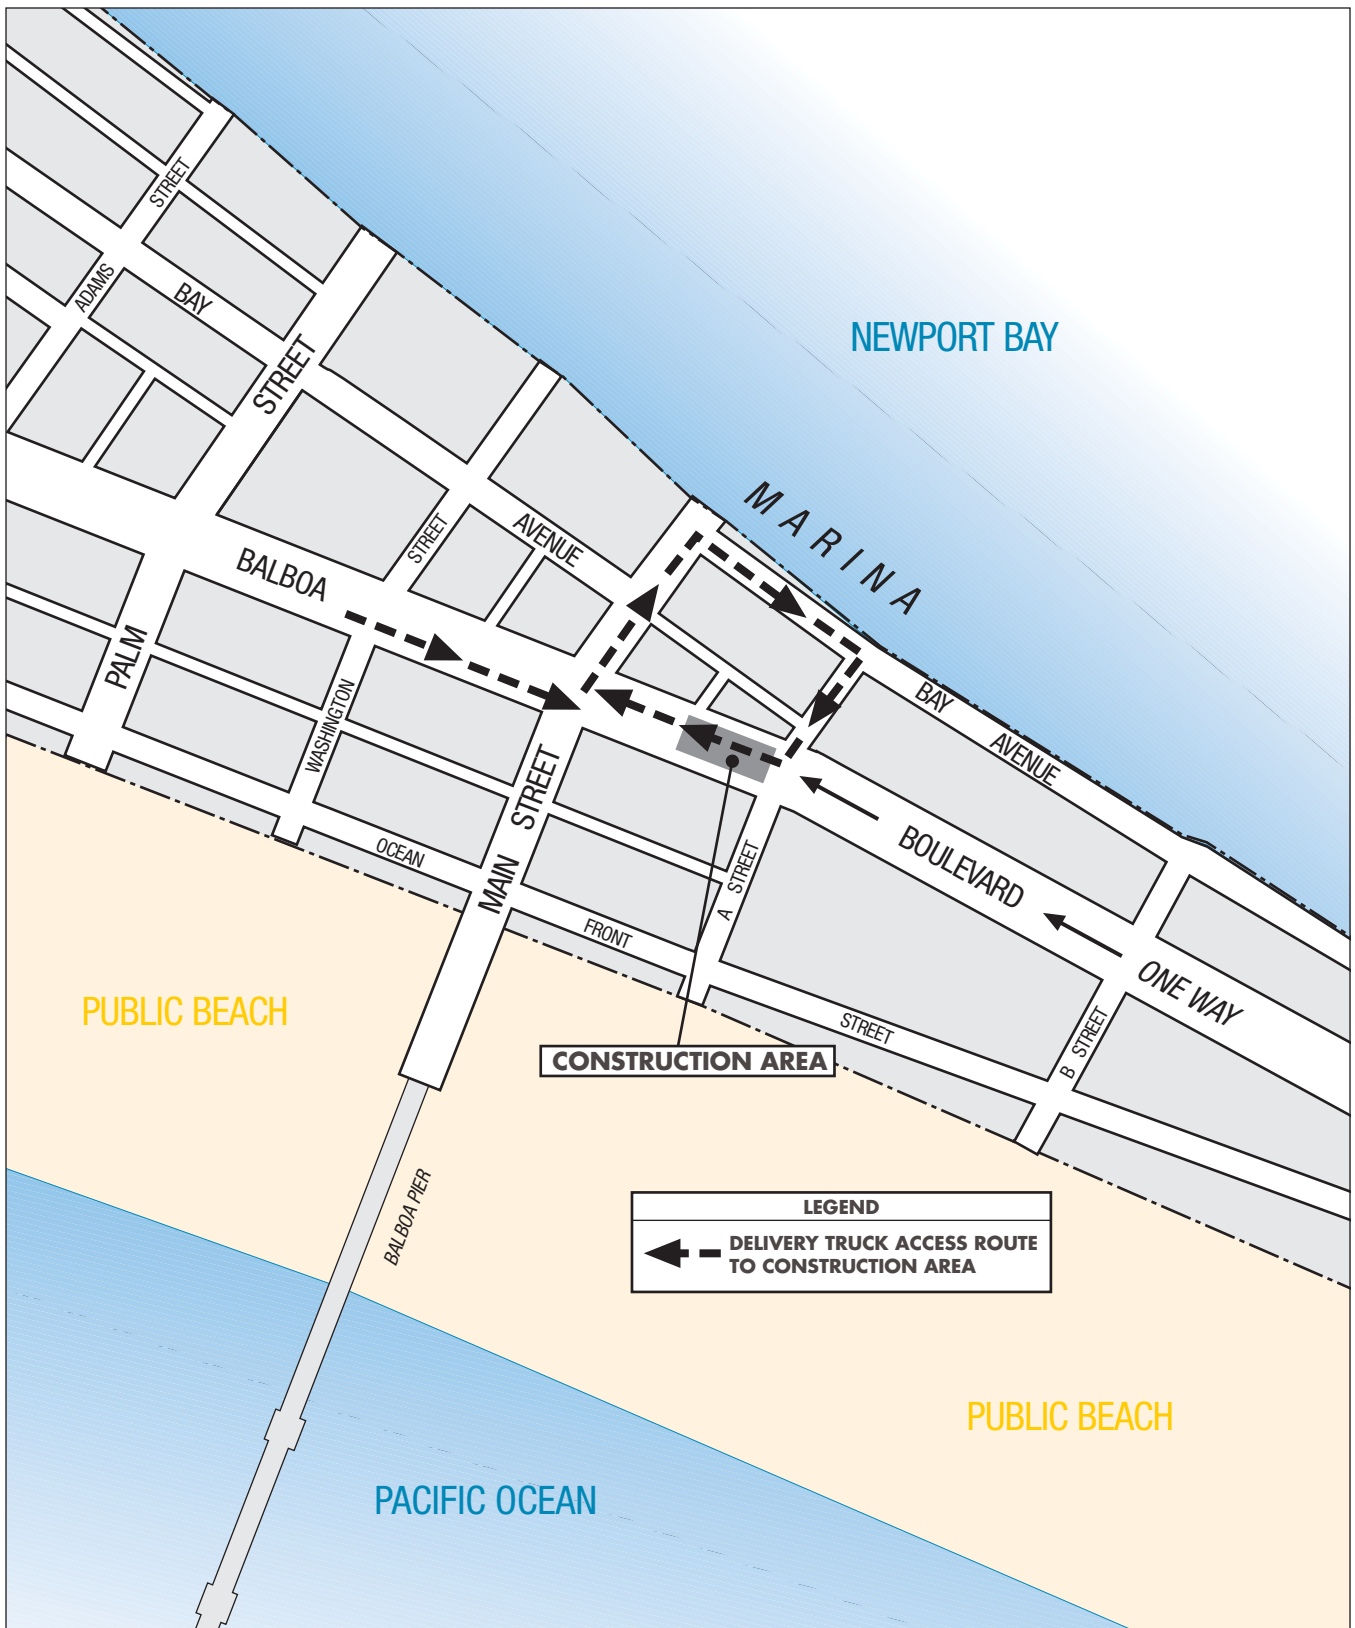 STREET
ADAMS
BAY
STREET
NEWPORT BAY
MARINA
STREET
AVENUE
BALBOA
PALM
WASHINGTON
BAY
AVENUE
STREET
MAIN
OCEAN
FRONT
STREET
A
BOULEVARD
ONE WAY
STREET
B STREET
PUBLIC BEACH
CONSTRUCTION AREA
BALBOA PIER
LEGEND
DELIVERY TRUCK ACCESS ROUTE
TO CONSTRUCTION AREA
PUBLIC BEACH
PACIFIC OCEAN